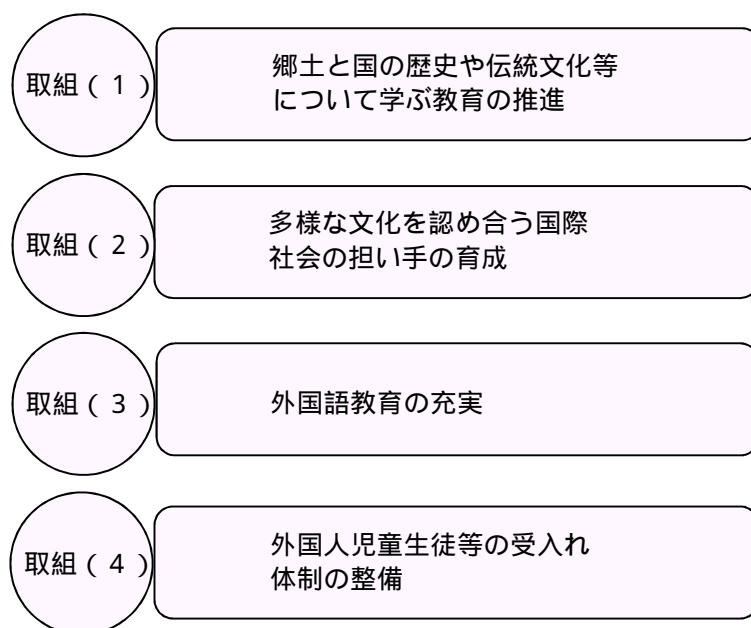 取組(1)
郷土と国の歴史や伝統文化等
について学ぶ教育の推進
取組(2)
多様な文化を認め合う国際
社会の担い手の育成
取組(3)
外国語教育の充実
取組(4)
外国人児童生徒等の受入れ
体制の整備